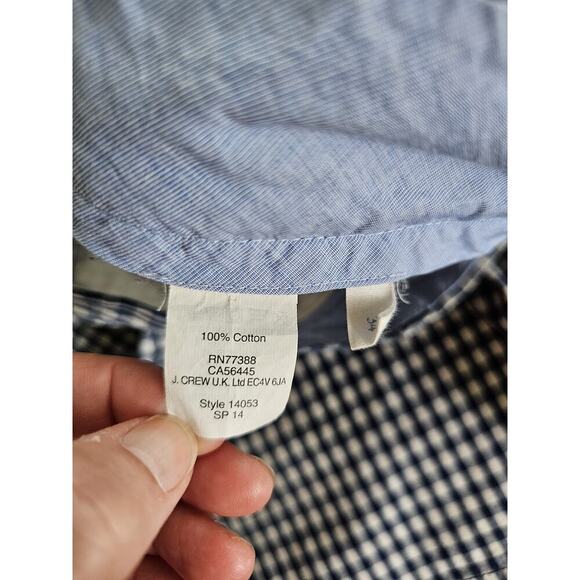 100% Cotton
RN77388
CA56445
J. CREW U.K. Ltd EC4V 6JA
Style 14053
SP 14